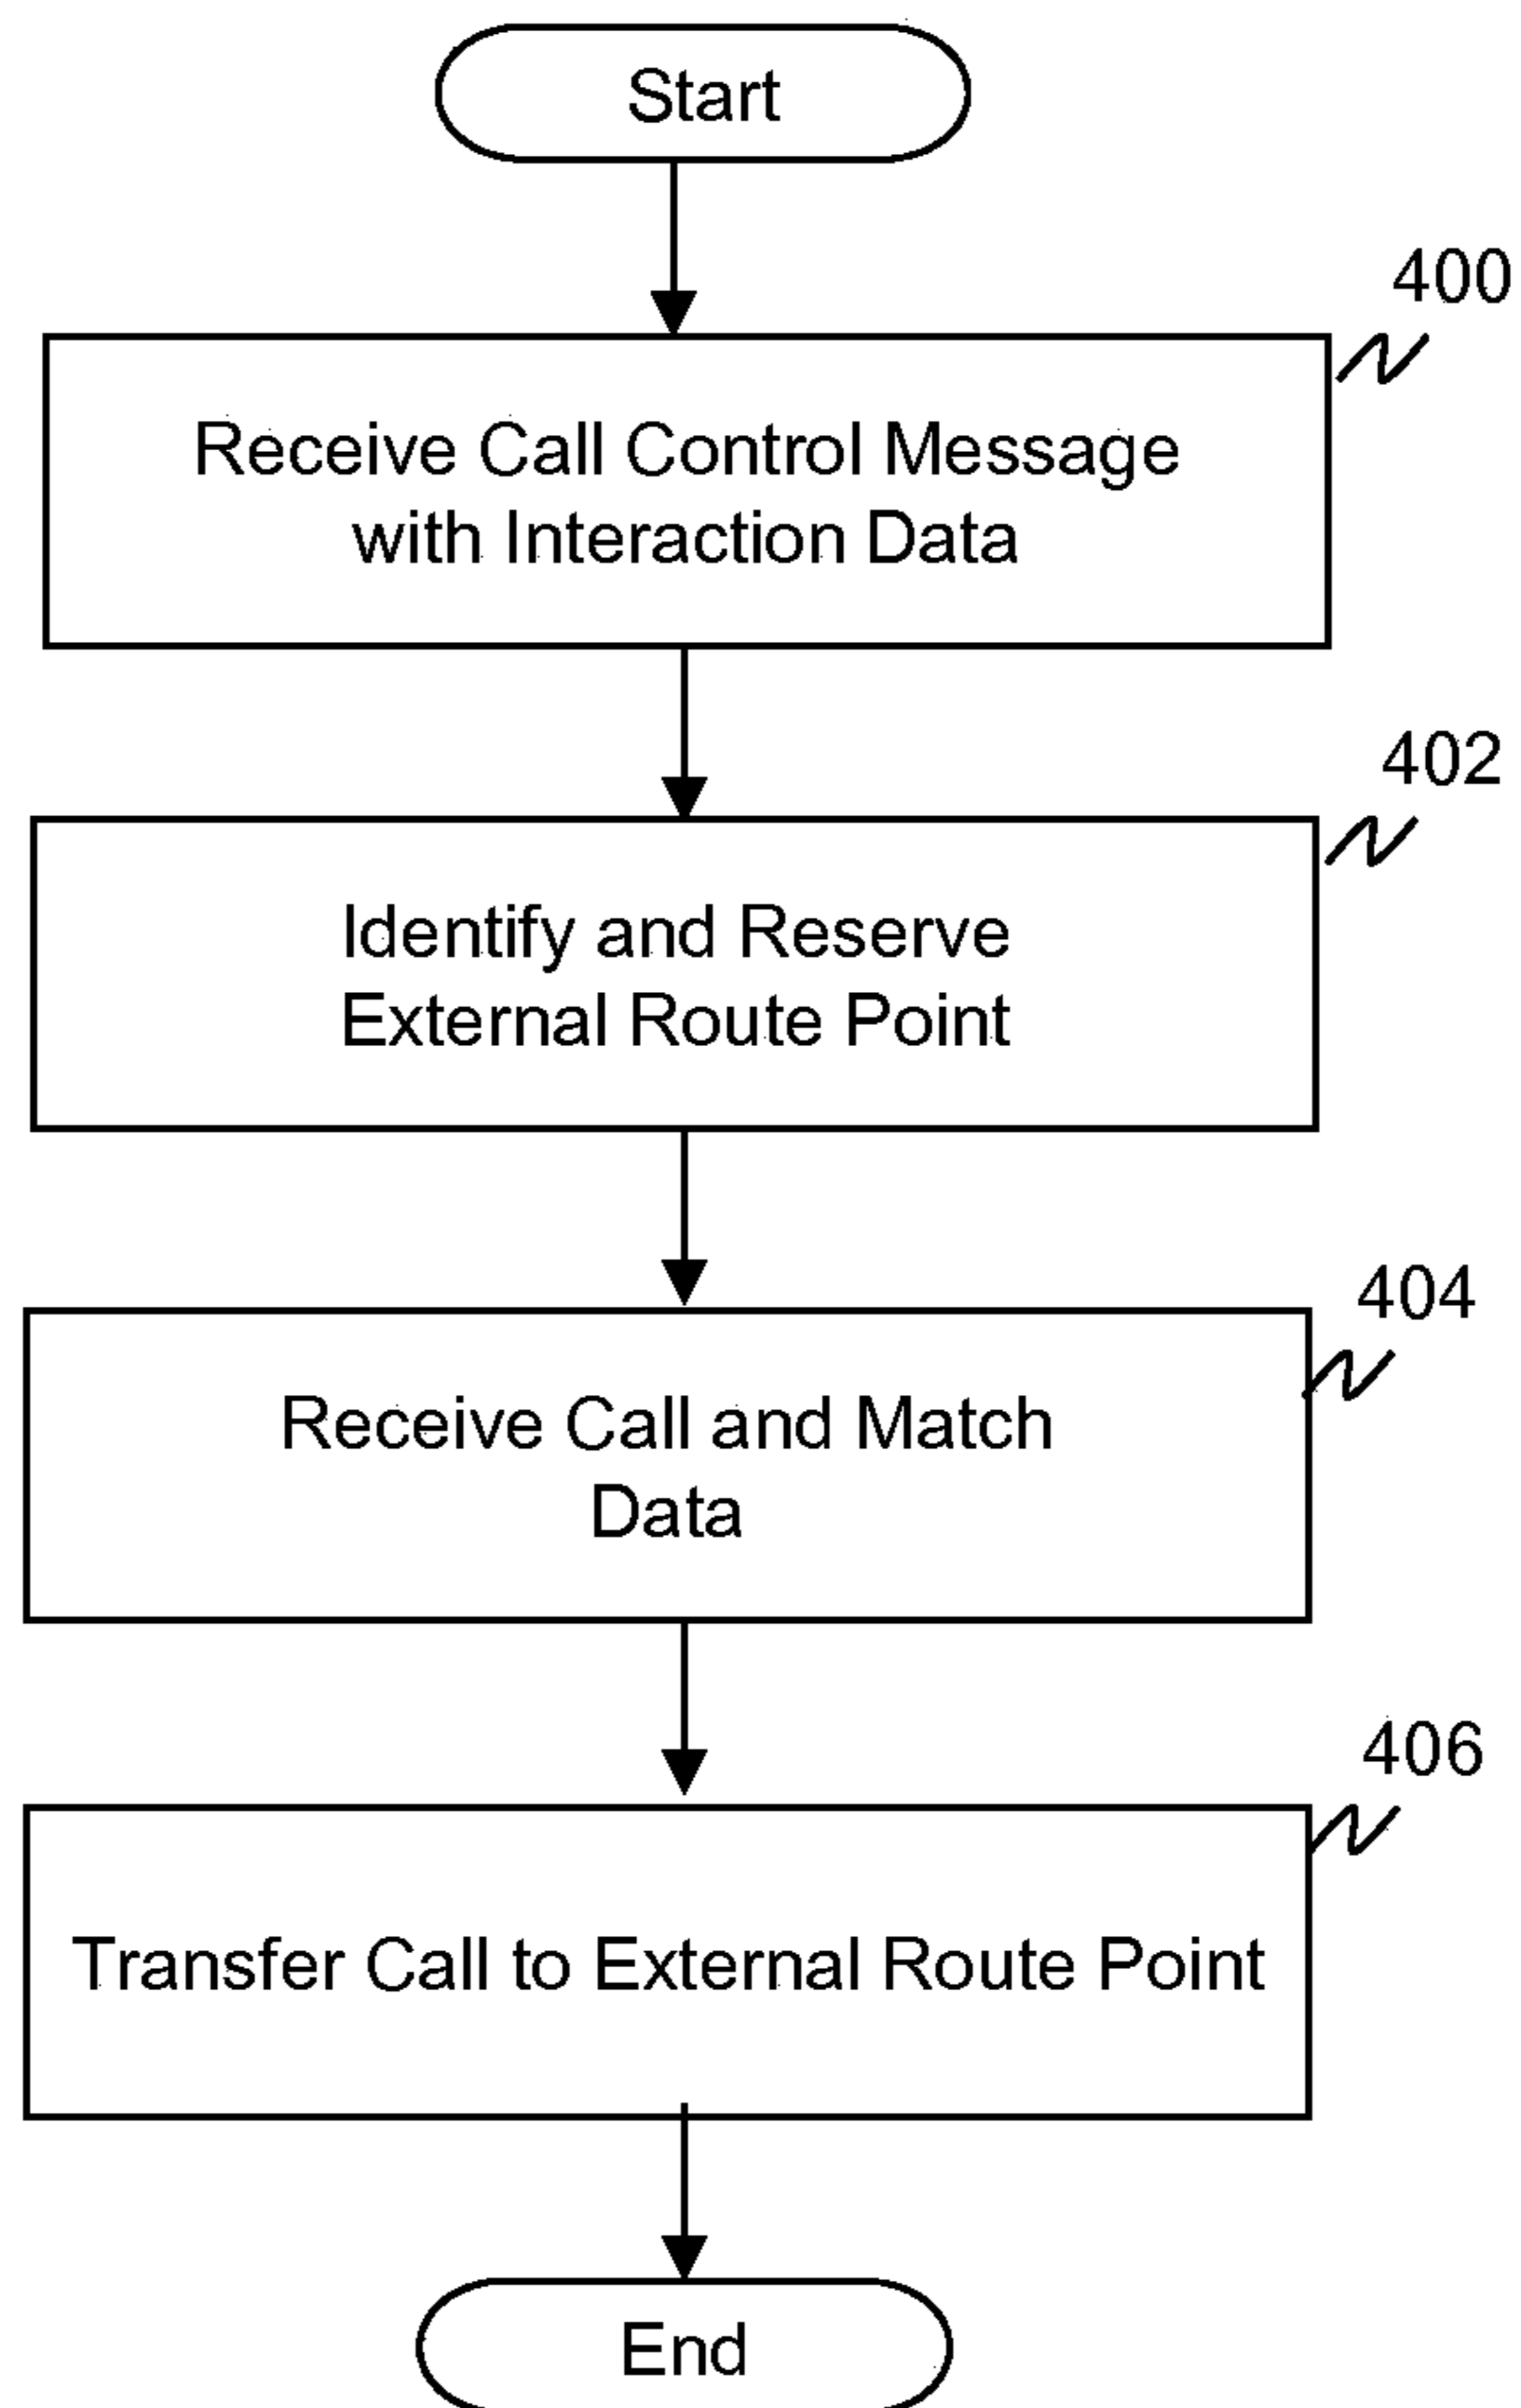 Start
400
Receive Call Control Message
with Interaction Data
402
Identify and Reserve
External Route Point
404
Receive Call and Match
Data
406
Transfer Call to External Route Point
End